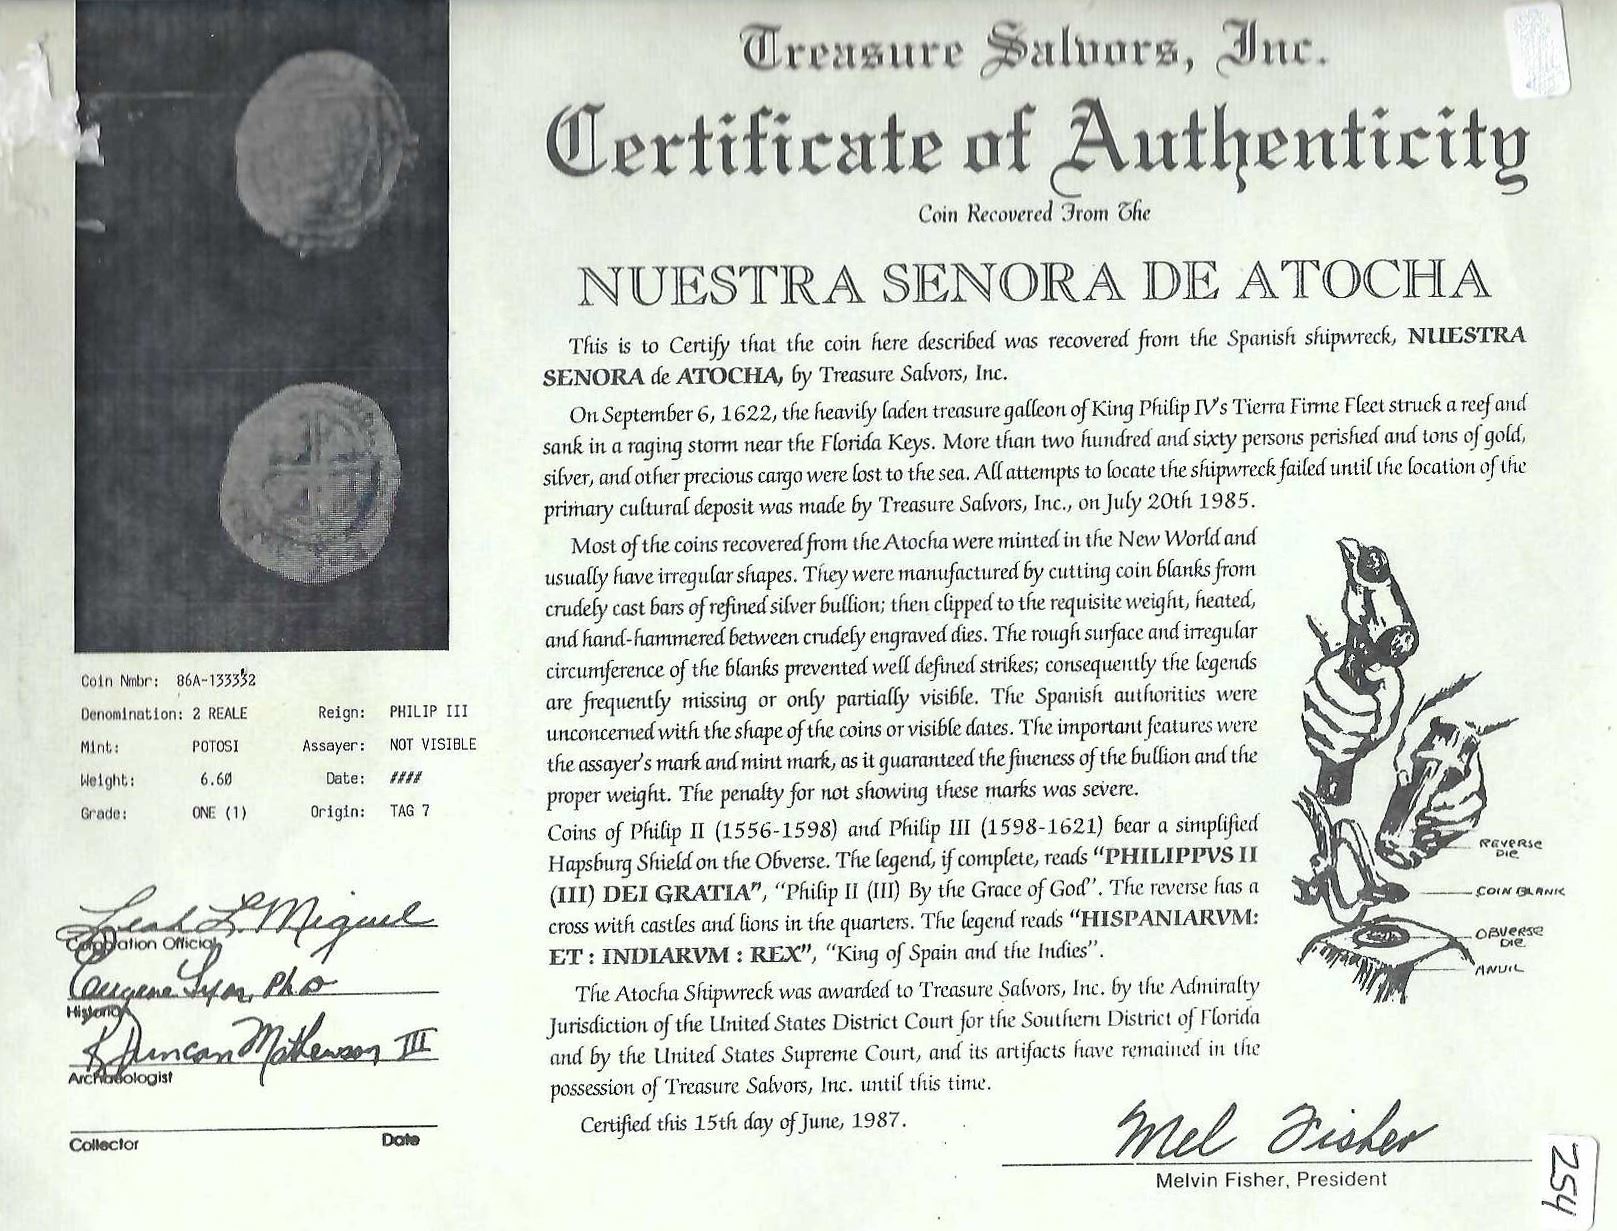 Treasure Salvors, Inc.
Certificate of Authenticity
Coin Recovered From The
NUESTRA SENORA DE ATOCHA
This is to Certify that the coin here described was recovered from the Spanish shipwreck, NUESTRA
SENORA de ATOCHA, by Treasure Salvors, Inc.
On September 6, 1622, the heavily laden treasure galleon of King Philip IV's Tierra Firme Fleet struck a reef and
sank in a raging storm near the Florida Keys. More than two hundred and sixty persons perished and tons of gold,
silver, and other precious cargo were lost to the sea. All attempts to locate the shipwreck failed until the location of the
primary cultural deposit was made by Treasure Salvors, Inc., on July 20th 1985.
Most of the coins recovered from the Atocha were minted in the New World and
usually have irregular shapes. They were manufactured by cutting coin blanks from
crudely cast bars of refined silver bullion; then clipped to the requisite weight, heated,
and hand-hammered between crudely engraved dies. The rough surface and irregular
circumference of the blanks prevented well defined strikes; consequently the legends
are frequently missing or only partially visible. The Spanish authorities were
unconcerned with the shape of the coins or visible dates. The important features were
the assayer's mark and mint mark, as it guaranteed the fineness of the bullion and the
proper weight. The penalty for not showing these marks was severe.
Coins of Philip II (1556-1598) and Philip III (1598-1621) bear a simplified
Hapsburg Shield on the Obverse. The legend, if complete, reads "PHILIPPVS II
(III) DEI GRATIA", "Philip II (III) By the Grace of God". The reverse has a
cross with castles and lions in the quarters. The legend reads "HISPANIARVM:
ET : INDIARVM : REX", "King of Spain and the Indies".
The Atocha Shipwreck was awarded to Treasure Salvors, Inc. by the Admiralty
Jurisdiction of the United States District Court for the Southern District of Florida
and by the United States Supreme Court, and its artifacts have remained in the
possession of Treasure Salvors, Inc. until this time.
Certified this 15th day of June, 1987.
REVERSE
DIE
COIN BLANK
OBVERSE
DIE
ANVIL
Mel Fisher
Melvin Fisher, President
254
Coin Nmbr: 86A-133332
Denomination: 2 REALE Reign: PHILIP III
Mint: POTOSI Assayer: NOT VISIBLE
Weight: 6.60 Date: ####
Grade: ONE (1) Origin: TAG 7
Leah L. Miguel
Corporation Official
Eugene Lyon, PhD
Historian
R Duncan Mathewson III
Archaeologist
Collector Date